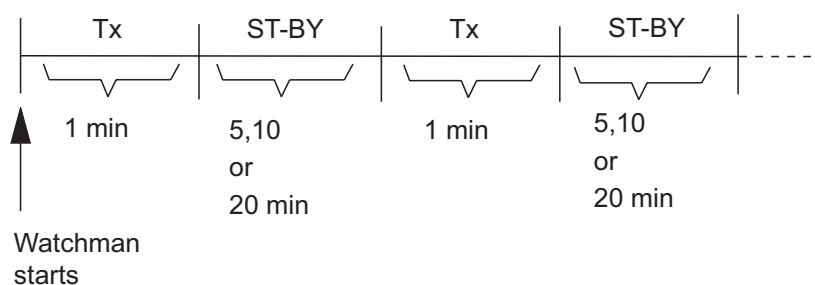 Tx ST-BY Tx ST-BY
1 min 5,10 1 min 5,10
or or
20 min 20 min
Watchman
starts